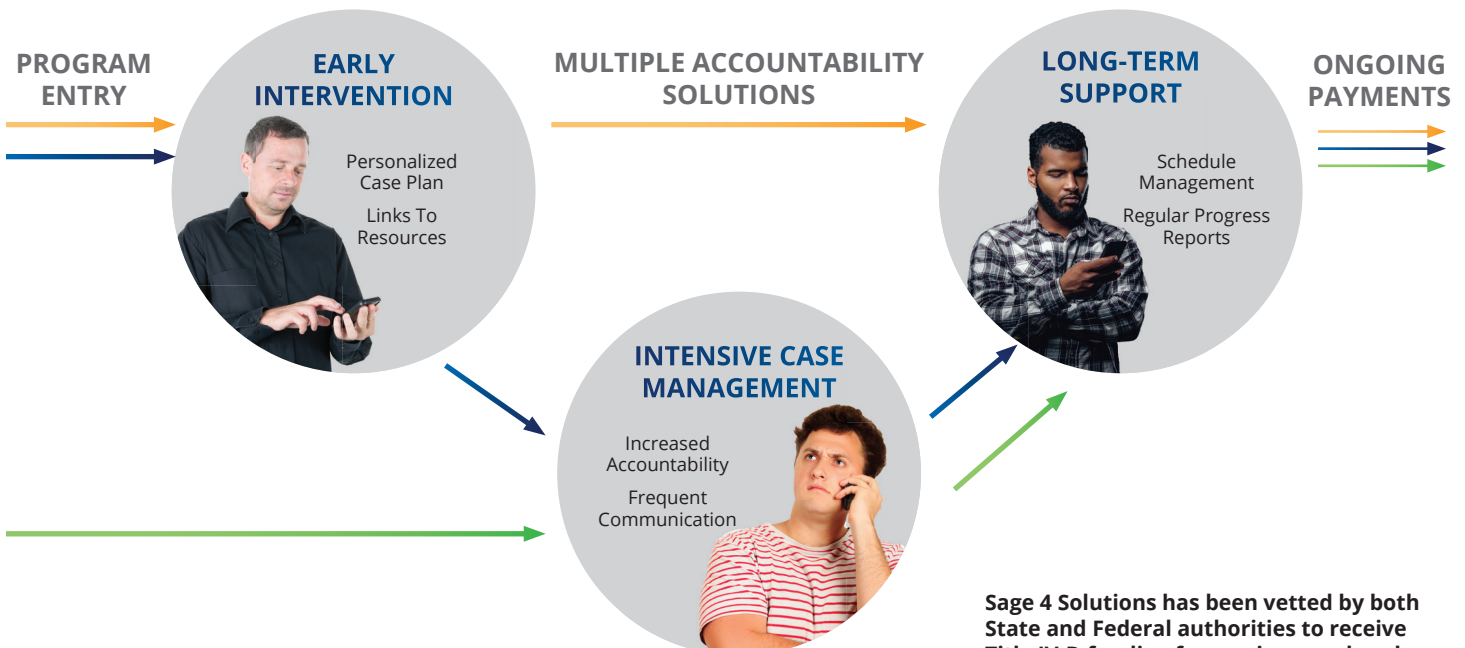 PROGRAM
ENTRY
EARLY
INTERVENTION
Personalized
Case Plan
Links To
Resources
MULTIPLE ACCOUNTABILITY
SOLUTIONS
LONG-TERM
SUPPORT
Schedule
Management
Regular Progress
Reports
ONGOING
PAYMENTS
INTENSIVE CASE
MANAGEMENT
Increased
Accountability
Frequent
Communication
Sage 4 Solutions has been vetted by both
State and Federal authorities to receive